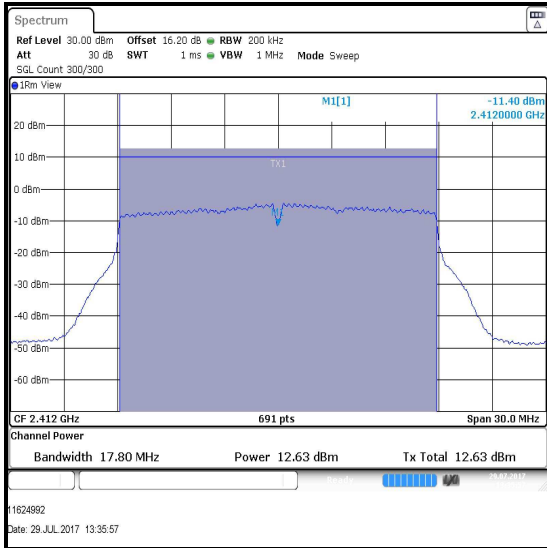 Spectrum
Ref Level 30.00 dBm Offset 16.20 dB RBW 200 kHz
Att 30 dB SWT 1 ms VBW 1 MHz Mode Sweep
SGL Count 300/300
1Rm View
M1[1] -11.40 dBm
2.4120000 GHz
20 dBm
10 dBm
TX1
0 dBm
-10 dBm
-20 dBm
-30 dBm
-40 dBm
-50 dBm
-60 dBm
CF 2.412 GHz 691 pts Span 30.0 MHz
Channel Power
Bandwidth 17.80 MHz Power 12.63 dBm Tx Total 12.63 dBm
Ready 29.07.2017
11624992
Date: 29.JUL.2017 13:35:57